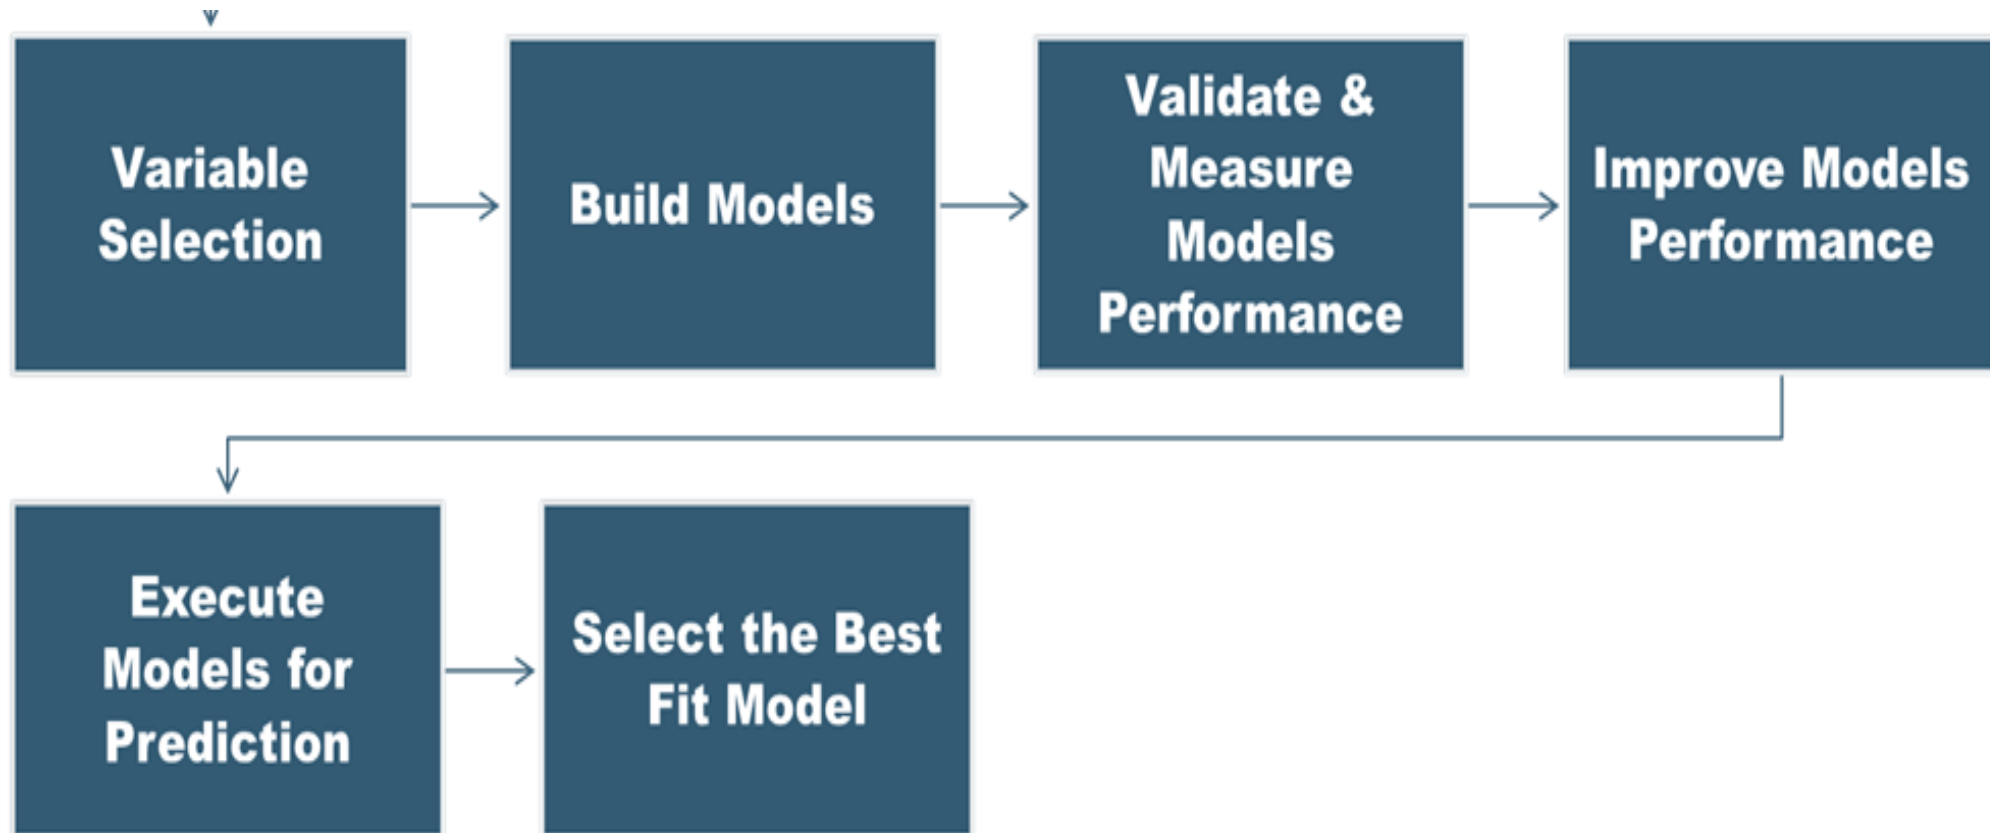 Variable
Selection
Build Models
Validate &
Measure
Models
Performance
Improve Models
Performance
Execute
Models for
Prediction
Select the Best
Fit Model